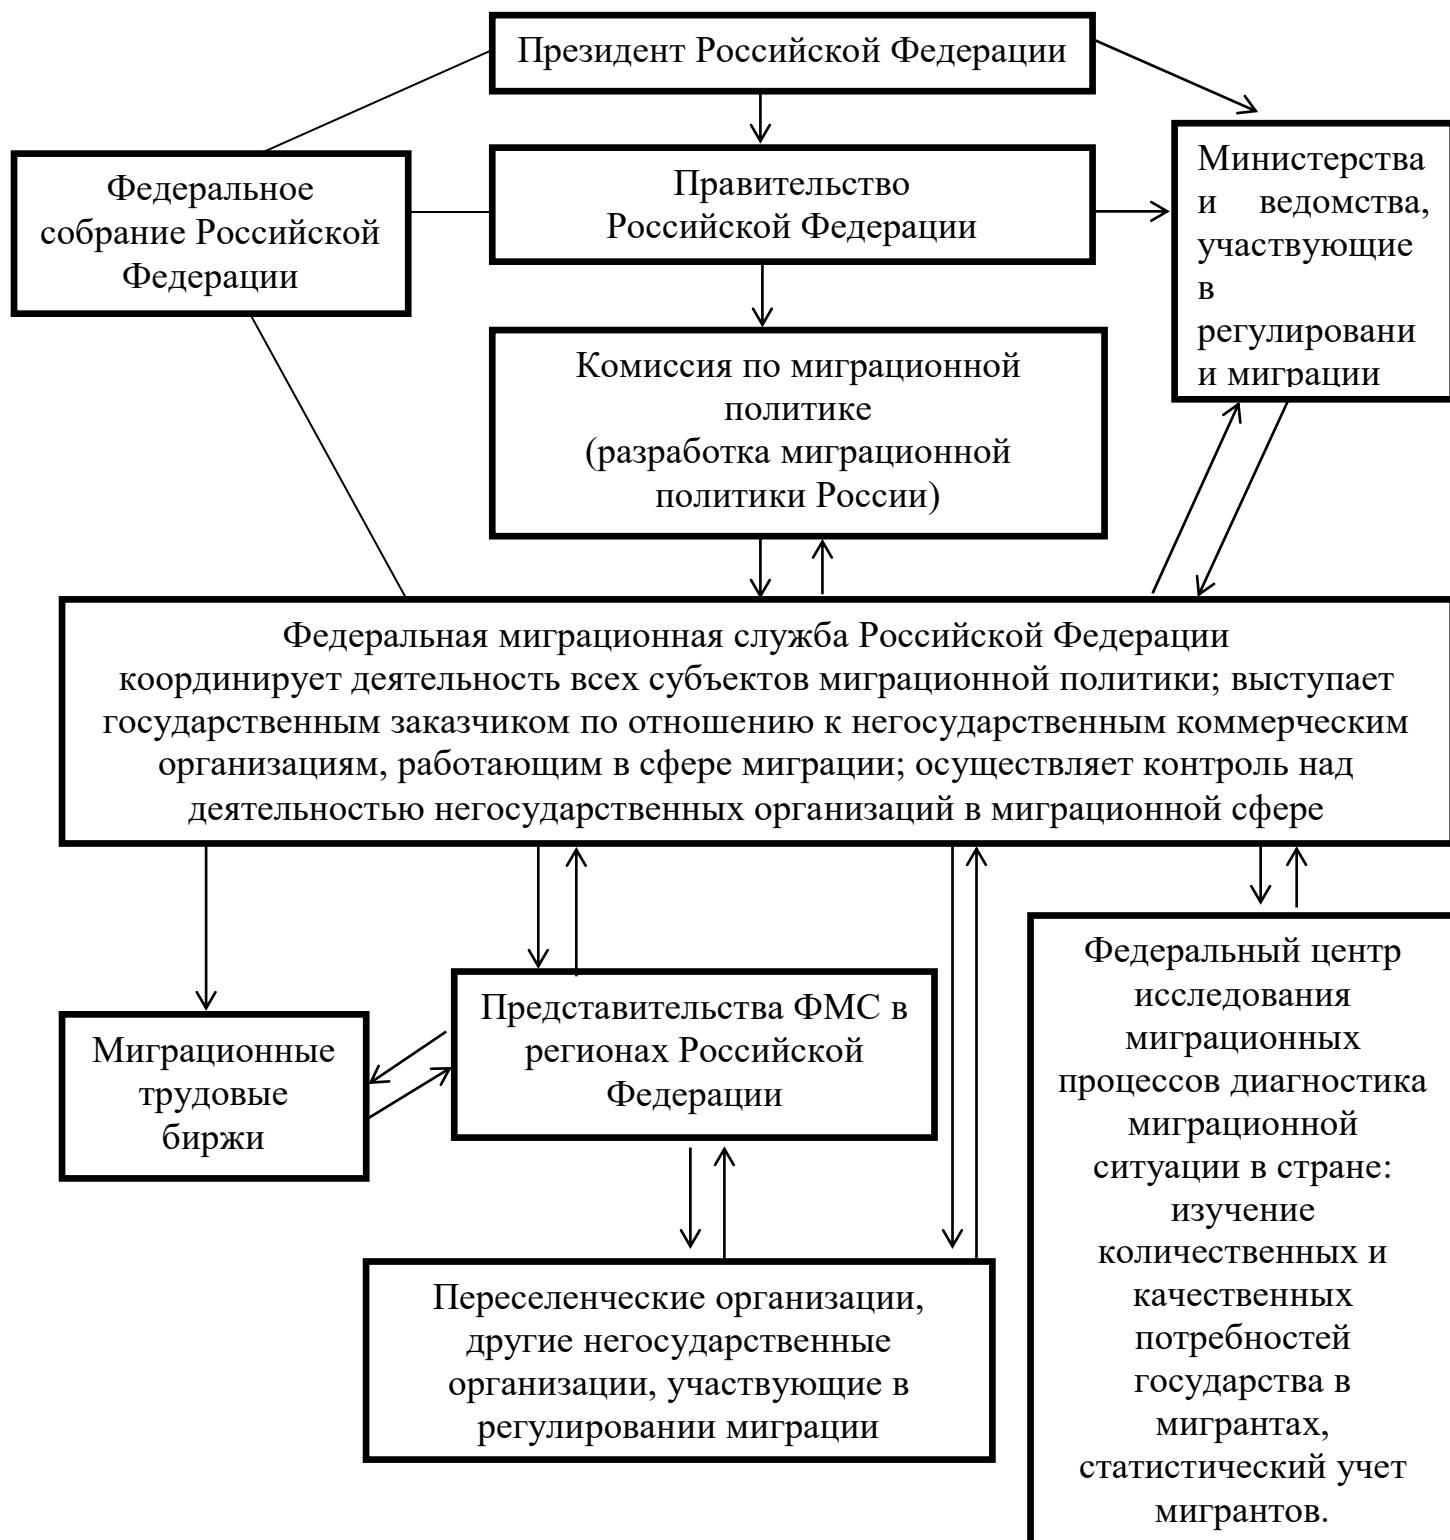 Президент Российской Федерации
Федеральное
собрание Российской
Федерации
Правительство
Российской Федерации
Министерства
и ведомства,
участвующие
в
регулировани
и миграции
Комиссия по миграционной
политике
(разработка миграционной
политики России)
Федеральная миграционная служба Российской Федерации
координирует деятельность всех субъектов миграционной политики; выступает
государственным заказчиком по отношению к негосударственным коммерческим
организациям, работающим в сфере миграции; осуществляет контроль над
деятельностью негосударственных организаций в миграционной сфере
Миграционные
трудовые
биржи
Представительства ФМС в
регионах Российской
Федерации
Переселенческие организации,
другие негосударственные
организации, участвующие в
регулировании миграции
Федеральный центр
исследования
миграционных
процессов диагностика
миграционной
ситуации в стране:
изучение
количественных и
качественных
потребностей
государства в
мигрантах,
статистический учет
мигрантов.